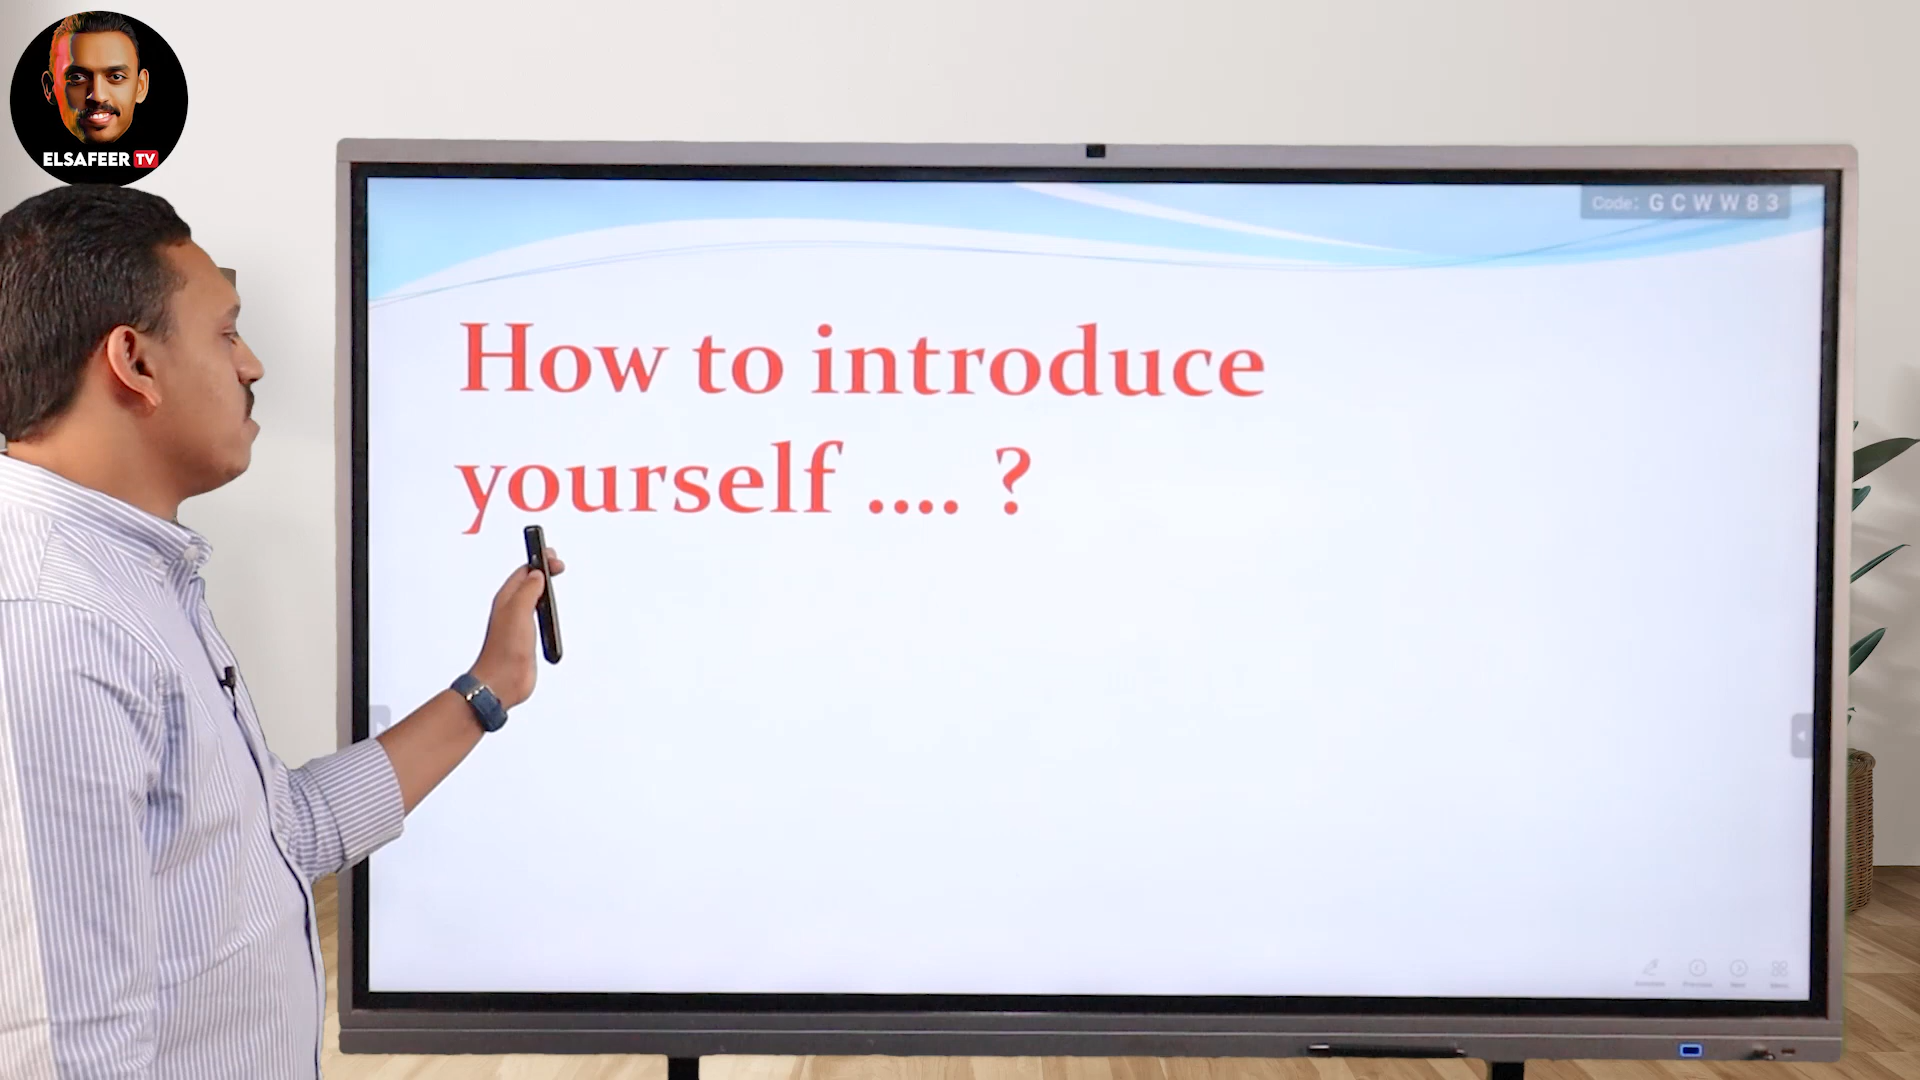 ELSAFEER TV
Code: GCWW83
How to introduce
yourself .... ?